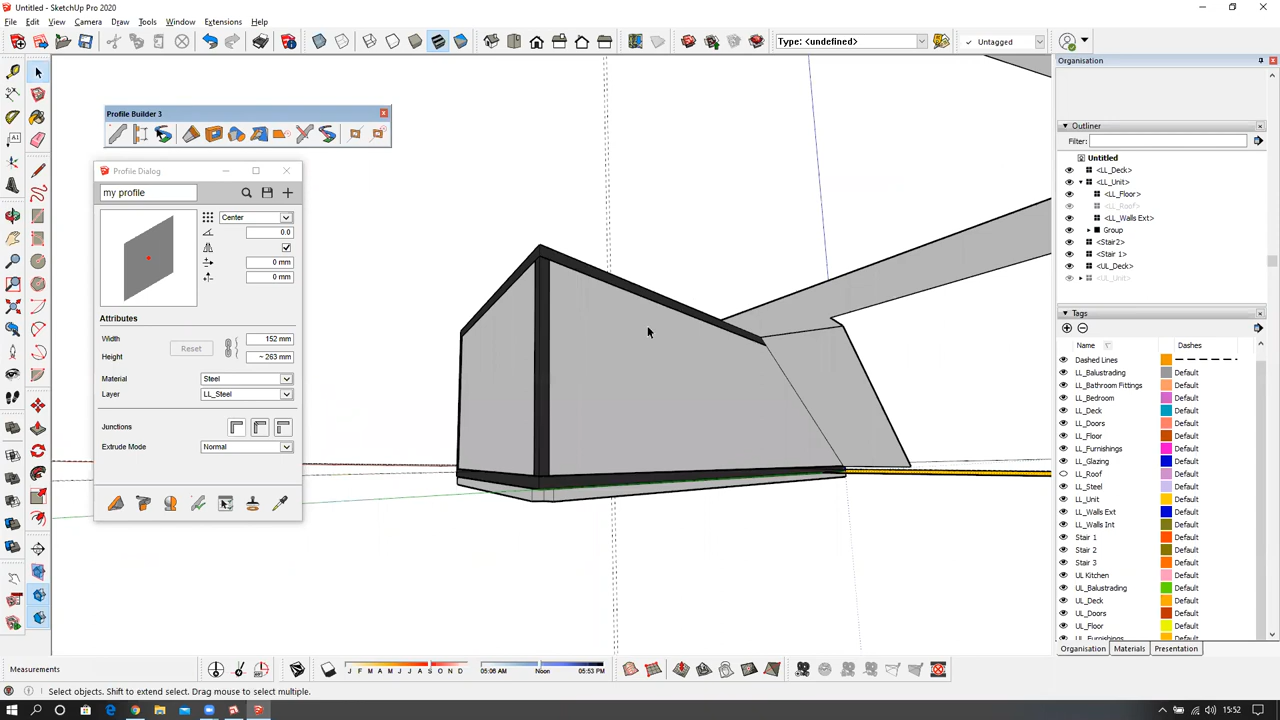 Untitled - SketchUp Pro 2020
File Edit View Camera Draw Tools Window Extensions Help
Type: <undefined>
Untagged
Organisation
Outliner
Filter:
Untitled
<LL_Deck>
<LL_Unit>
<LL_Floor>
<LL_Roof>
<LL_Walls Ext>
Group
<Stair2>
<Stair 1>
<UL_Deck>
<UL_Unit>
Tags
Name Dashes
Dashed Lines
LL_Balustrading Default
LL_Bathroom Fittings Default
LL_Bedroom Default
LL_Deck Default
LL_Doors Default
LL_Floor Default
LL_Furnishings Default
LL_Glazing Default
LL_Roof Default
LL_Steel Default
LL_Unit Default
LL_Walls Ext Default
LL_Walls Int Default
Stair 1 Default
Stair 2 Default
Stair 3 Default
UL Kitchen Default
UL_Balustrading Default
UL_Deck Default
UL_Doors Default
UL_Floor Default
UL_Furnishings Default
Organisation Materials Presentation
Profile Builder 3
Profile Dialog
my profile
Center
0.0
0 mm
0 mm
Attributes
Width 152 mm
Reset
Height ~ 263 mm
Material Steel
Layer LL_Steel
Junctions
Extrude Mode Normal
A1
Measurements
J F M A M J J A S O N D
05:06 AM Noon 05:53 PM
Select objects. Shift to extend select. Drag mouse to select multiple.
15:52